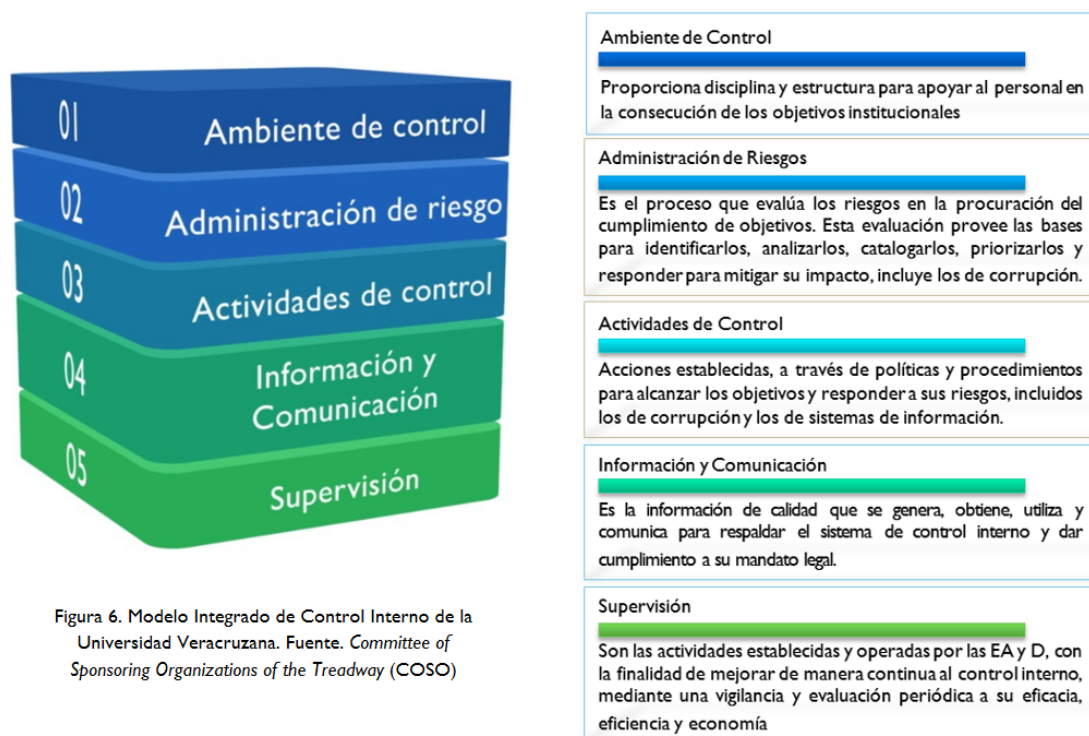 01
Ambiente de control
02
Administración de riesgo
03
Actividades de control
04
Información y
Comunicación
05
Supervisión
Figura 6. Modelo Integrado de Control Interno de la
Universidad Veracruzana. Fuente. Committee of
Sponsoring Organizations of the Treadway (COSO)
Ambiente de Control
Proporciona disciplina y estructura para apoyar al personal en
la consecución de los objetivos institucionales
Administración de Riesgos
Es el proceso que evalúa los riesgos en la procuración del
cumplimiento de objetivos. Esta evaluación provee las bases
para identificarlos, analizarlos, catalogarlos, priorizarlos y
responder para mitigar su impacto, incluye los de corrupción.
Actividades de Control
Acciones establecidas, a través de políticas y procedimientos
para alcanzar los objetivos y responder a sus riesgos, incluidos
los de corrupción y los de sistemas de información.
Información y Comunicación
Es la información de calidad que se genera, obtiene, utiliza y
comunica para respaldar el sistema de control interno y dar
cumplimiento a su mandato legal.
Supervisión
Son las actividades establecidas y operadas por las EA y D, con
la finalidad de mejorar de manera continua al control interno,
mediante una vigilancia y evaluación periódica a su eficacia,
eficiencia y economía